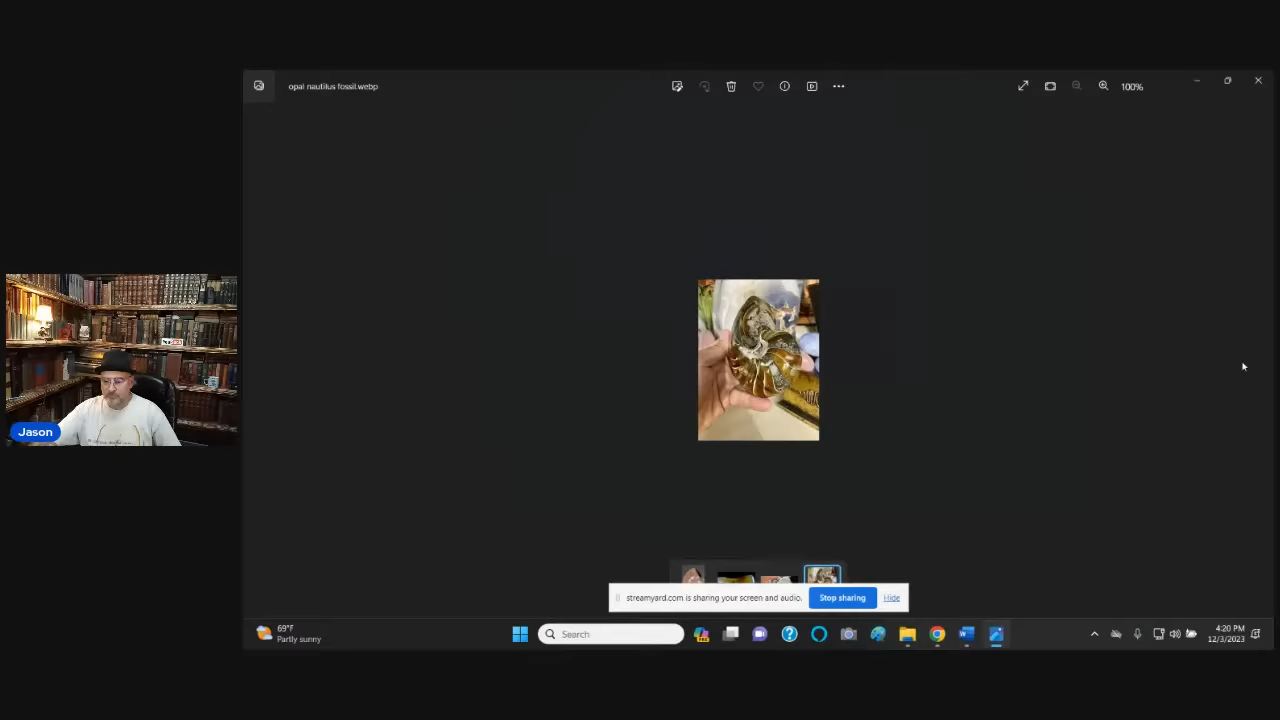 opal nautilus fossil.webp
100%
Jason
streamyard.com is sharing your screen and audio.
Stop sharing
Hide
69°F
Partly sunny
Search
4:20 PM
12/3/2023